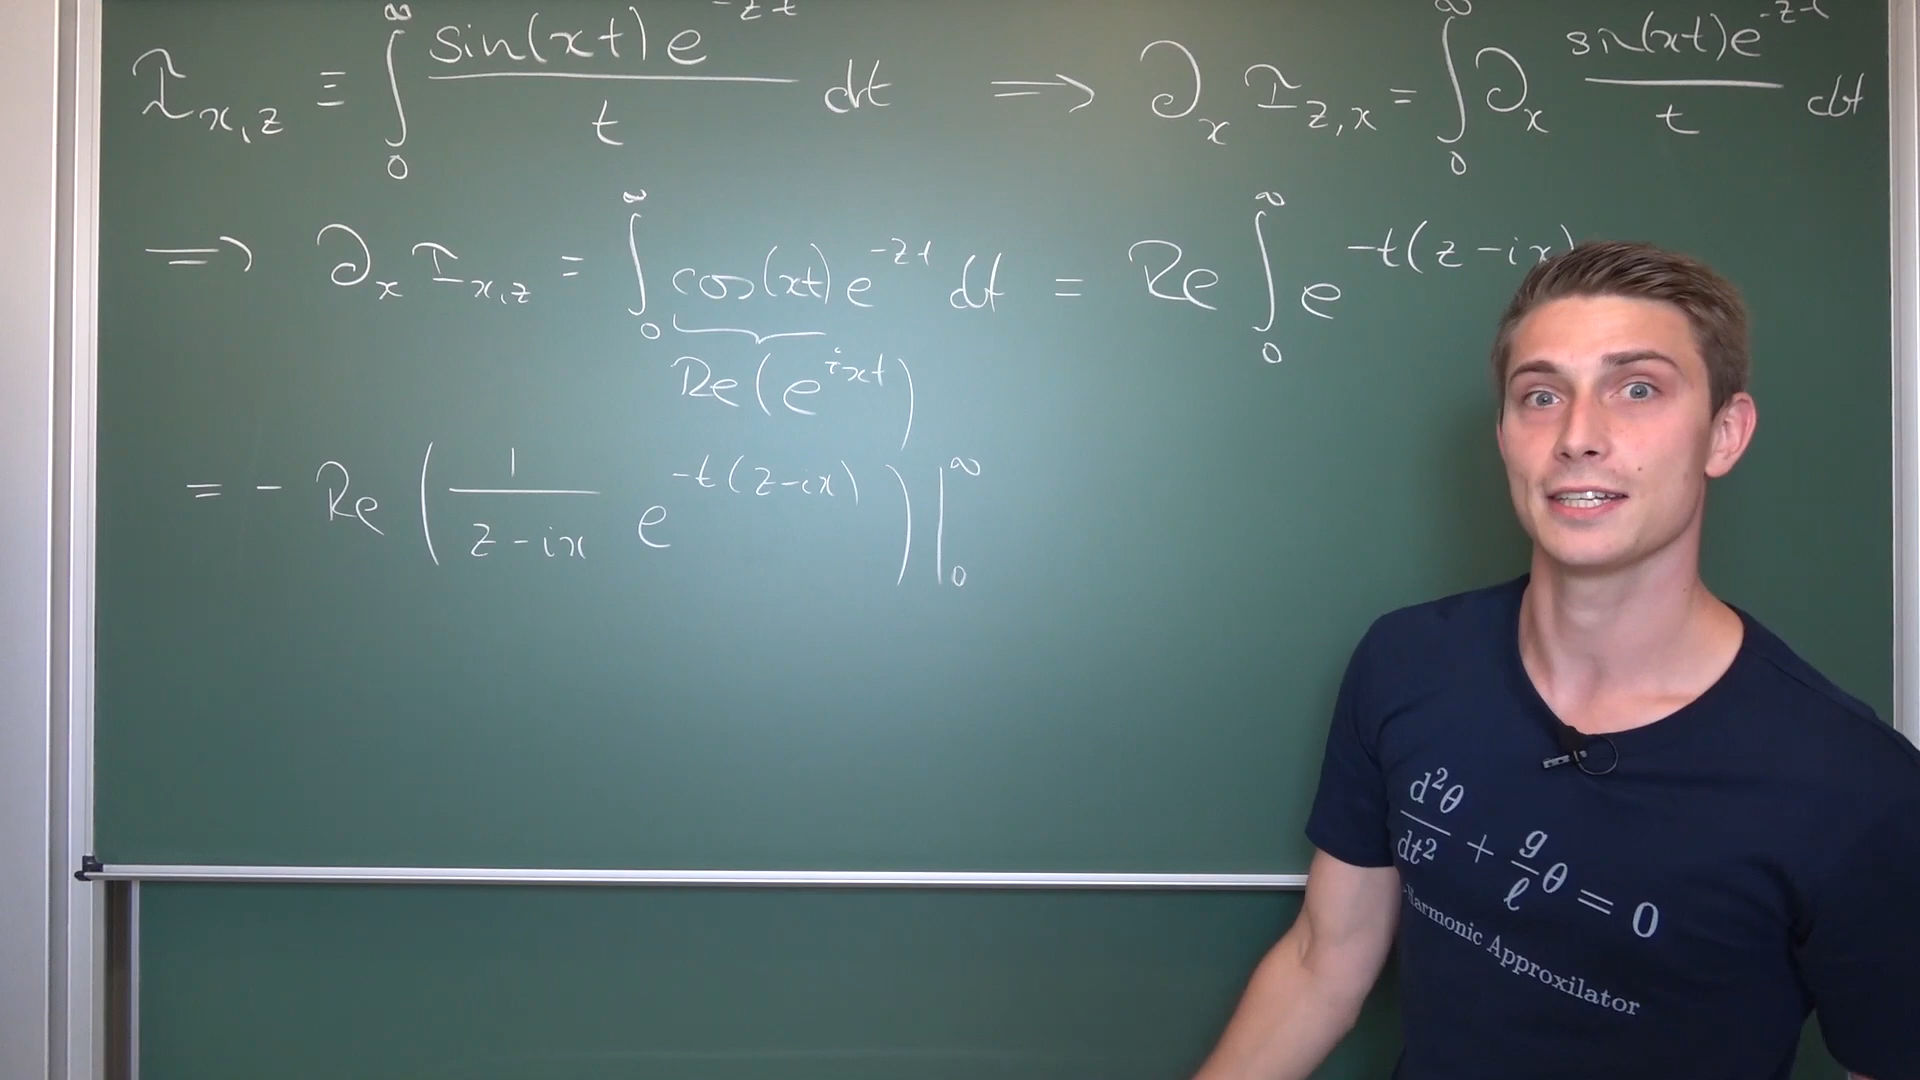 I_{x,z} ≡ ∫_0^∞ sin(xt) e^{-zt} / t dt ⟹ ∂_x I_{z,x} = ∫_0^∞ ∂_x sin(xt)e^{-zt} / t dt
⟹ ∂_x I_{x,z} = ∫_0^∞ cos(xt) e^{-zt} dt = Re ∫_0^∞ e^{-t(z-ix)}
Re(e^{ixt})
= - Re ( 1 / z-ix e^{-t(z-ix)} ) |_0^∞
d²θ/dt² + g/ℓ θ = 0
Harmonic Approxilator